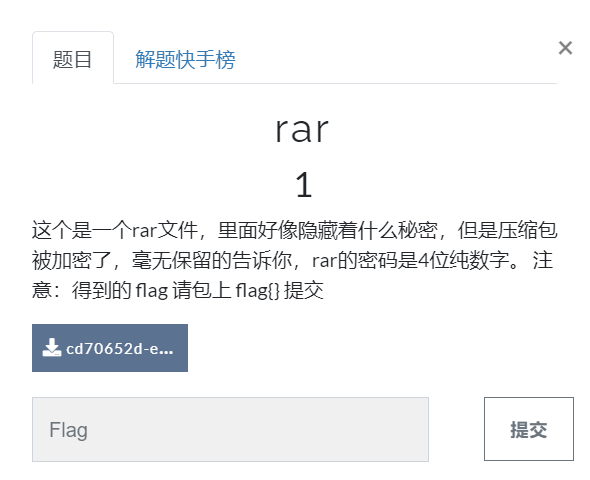 题目 解题快手榜 ×
rar
1
这个是一个rar文件，里面好像隐藏着什么秘密，但是压缩包
被加密了，毫无保留的告诉你，rar的密码是4位纯数字。 注
意：得到的 flag 请包上 flag{} 提交
cd70652d-e...
Flag 提交